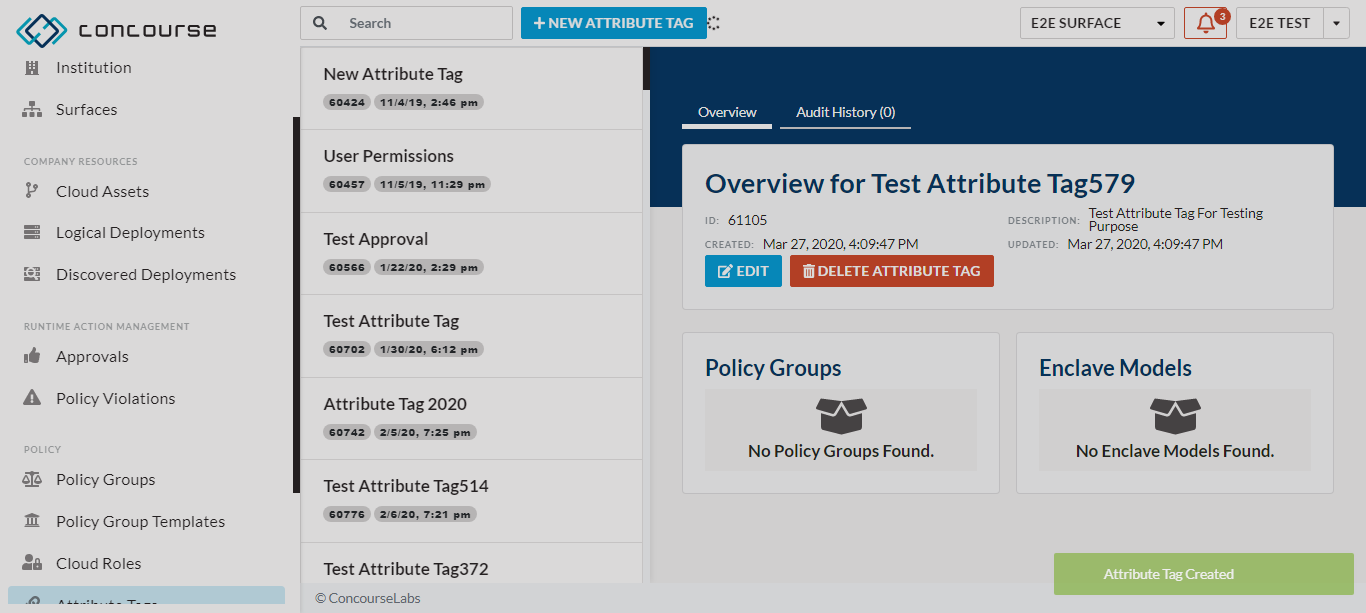 concourse
Search
NEW ATTRIBUTE TAG
E2E SURFACE
3
E2E TEST
Institution
Surfaces
COMPANY RESOURCES
Cloud Assets
Logical Deployments
Discovered Deployments
RUNTIME ACTION MANAGEMENT
Approvals
Policy Violations
POLICY
Policy Groups
Policy Group Templates
Cloud Roles
Attribute Tags
New Attribute Tag
60424 11/4/19, 2:46 pm
User Permissions
60457 11/5/19, 11:29 pm
Test Approval
60566 1/22/20, 2:29 pm
Test Attribute Tag
60702 1/30/20, 6:12 pm
Attribute Tag 2020
60742 2/5/20, 7:25 pm
Test Attribute Tag514
60776 2/6/20, 7:21 pm
Test Attribute Tag372
© ConcourseLabs
Overview Audit History (0)
Overview for Test Attribute Tag579
ID: 61105
DESCRIPTION: Test Attribute Tag For Testing
Purpose
CREATED: Mar 27, 2020, 4:09:47 PM
UPDATED: Mar 27, 2020, 4:09:47 PM
EDIT
DELETE ATTRIBUTE TAG
Policy Groups
No Policy Groups Found.
Enclave Models
No Enclave Models Found.
Attribute Tag Created